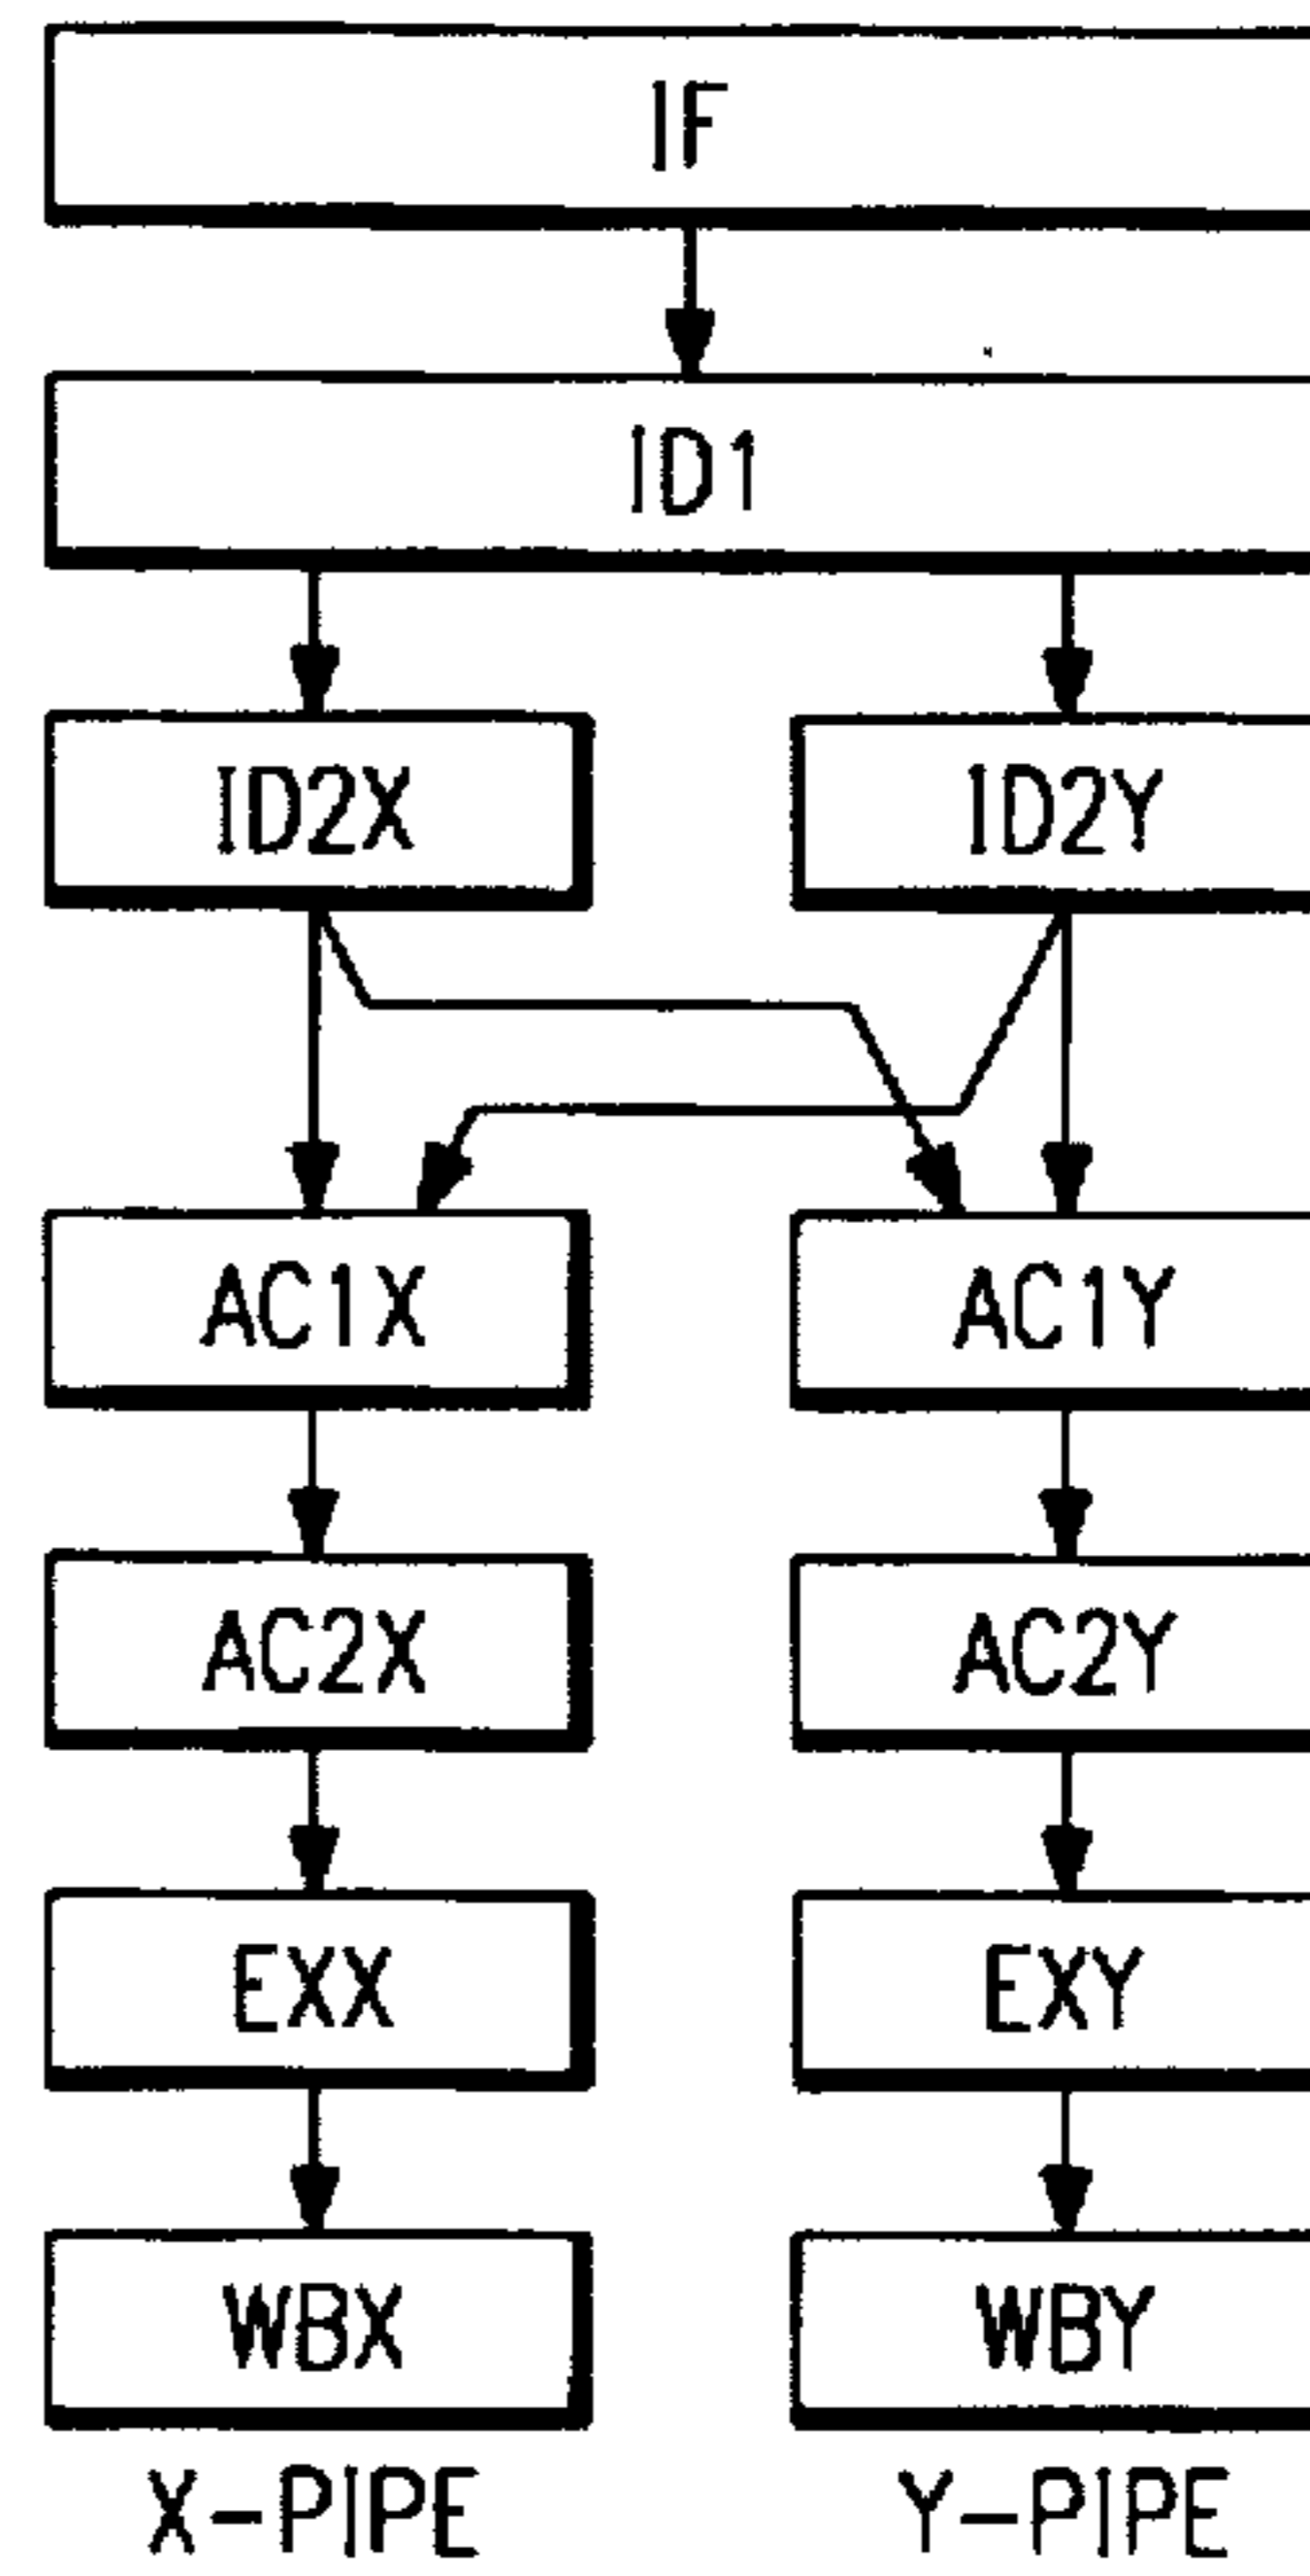 IF
ID1
ID2X ID2Y
AC1X AC1Y
AC2X AC2Y
EXX EXY
WBX WBY
X-PIPE Y-PIPE